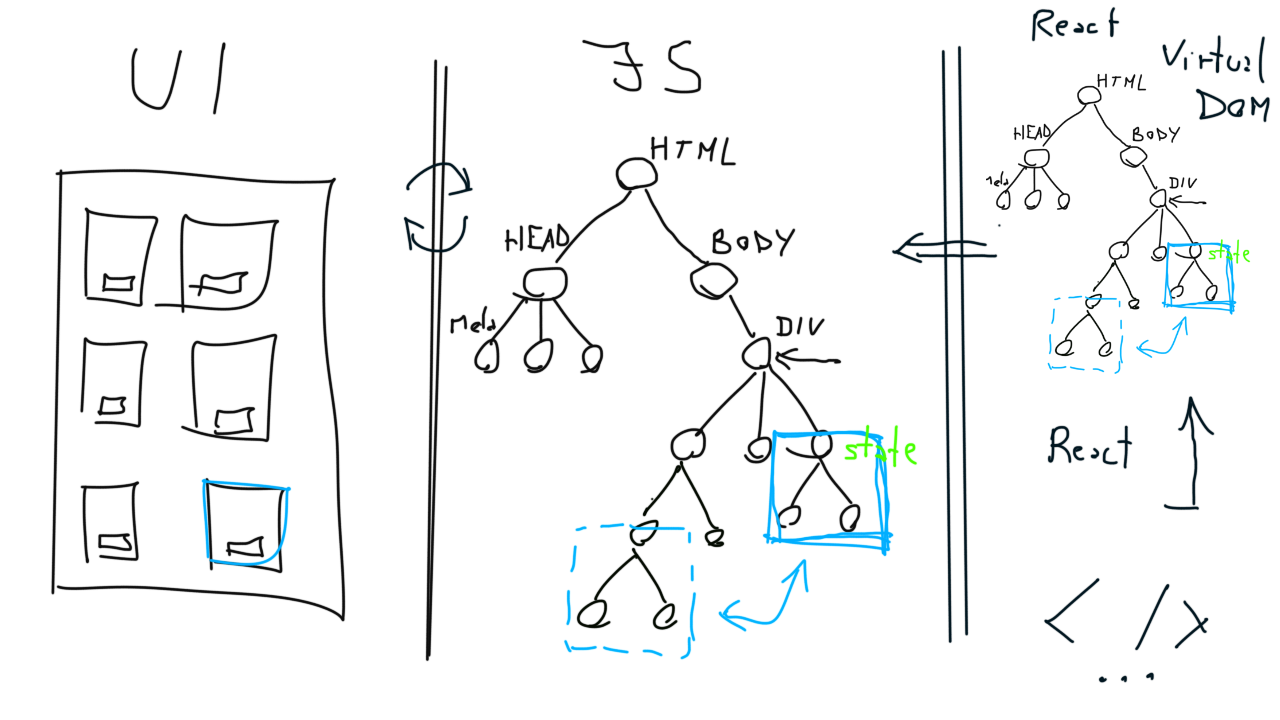 UI
JS
HTML
HEAD
BODY
Meta
DIV
state
React
Virtual
DOM
HTML
HEAD
BODY
Meta
DIV
state
React
< />
...